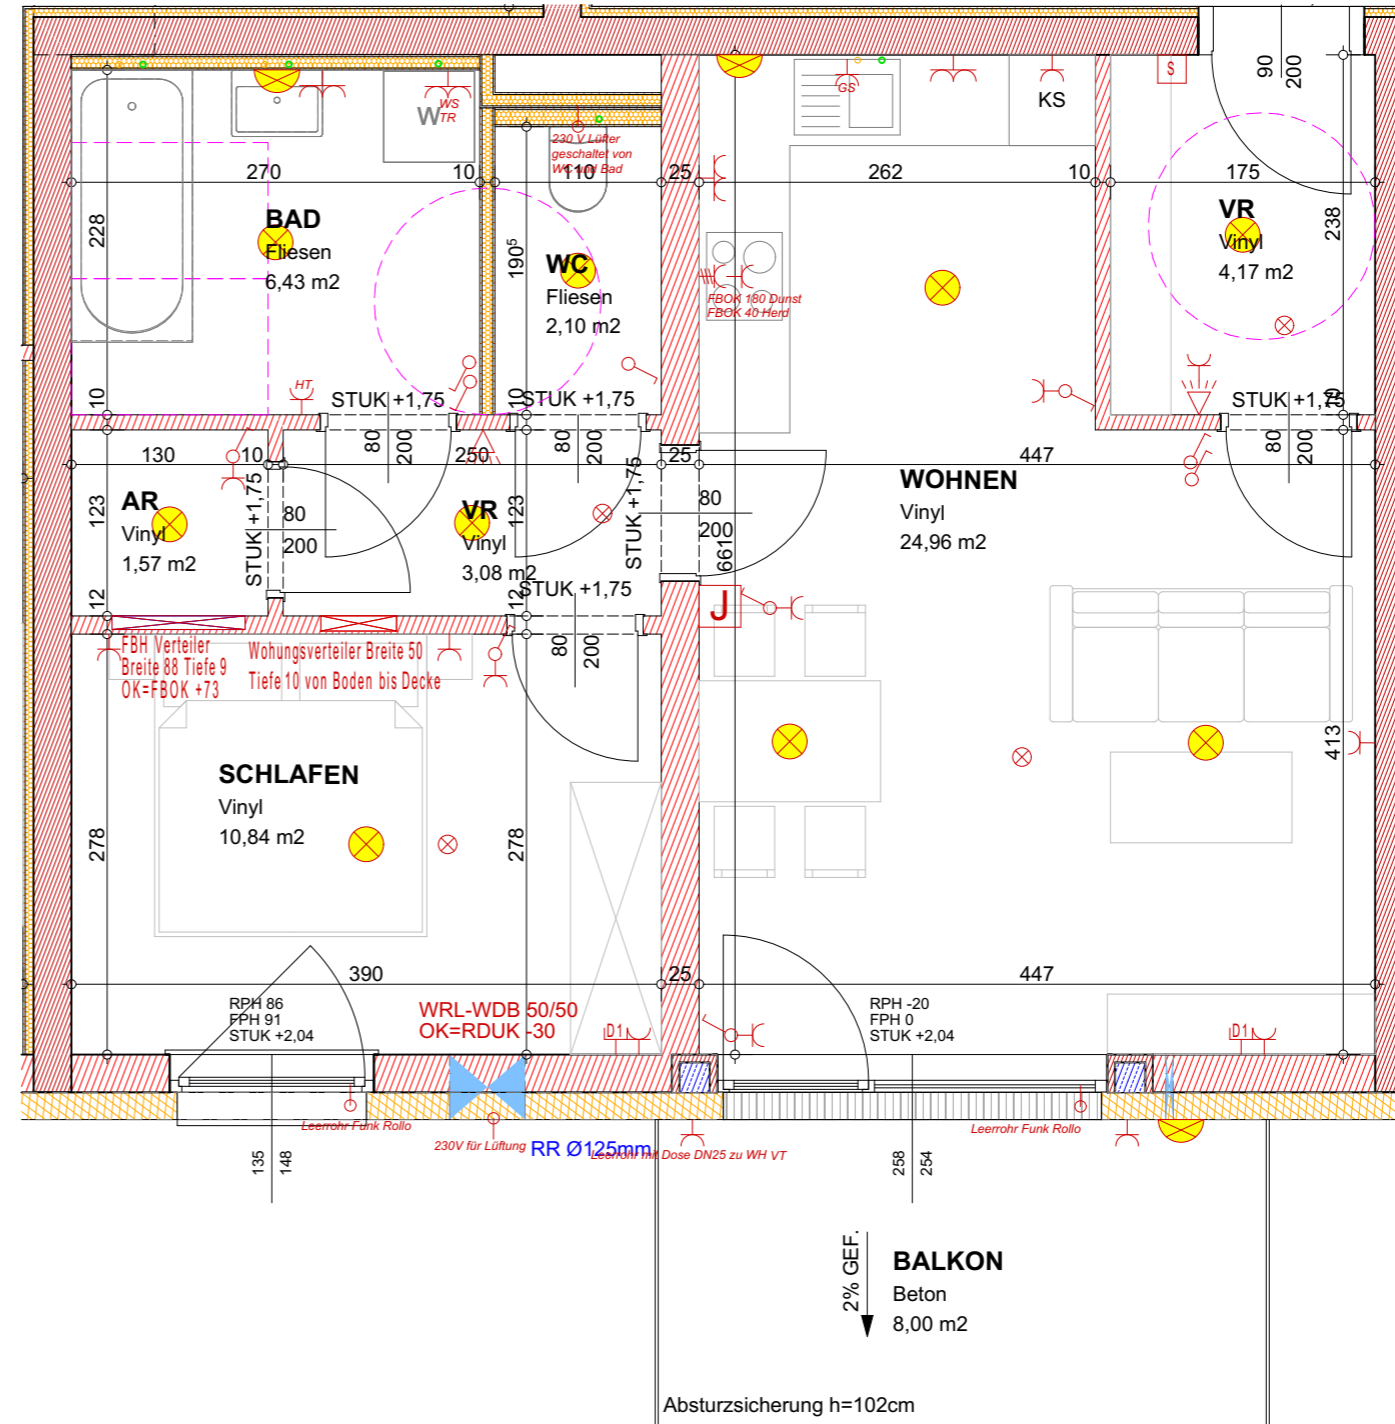 S
90
200
GS
KS
W
WS
TR
230 V Lüfter
geschaltet von
WC und Bad
270
10
110
25
262
10
175
BAD
Fliesen
6,43 m2
228
190⁵
WC
Fliesen
2,10 m2
VR
Vinyl
4,17 m2
238
FBOK 180 Dunst
FBOK 40 Herd
HT
10
STUK +1,75
10
STUK +1,75
STUK +1,75
10
80
200
80
200
80
200
130
10
250
25
447
AR
Vinyl
1,57 m2
123
STUK +1,75
80
200
VR
Vinyl
3,08 m2
123
STUK +1,75
80
200
661
WOHNEN
Vinyl
24,96 m2
12
12
STUK +1,75
80
200
J
FBH Verteiler
Breite 88 Tiefe 9
OK=FBOK +73
Wohungsverteiler Breite 50
Tiefe 10 von Boden bis Decke
SCHLAFEN
Vinyl
10,84 m2
278
278
413
390
25
447
RPH 86
FPH 91
STUK +2,04
WRL-WDB 50/50
OK=RDUK -30
D1
RPH -20
FPH 0
STUK +2,04
D1
Leerrohr Funk Rollo
230V für Lüftung
RR Ø125mm
Leerrohr mit Dose DN25 zu WH VT
Leerrohr Funk Rollo
135
148
258
254
2% GEF.
BALKON
Beton
8,00 m2
Absturzsicherung h=102cm